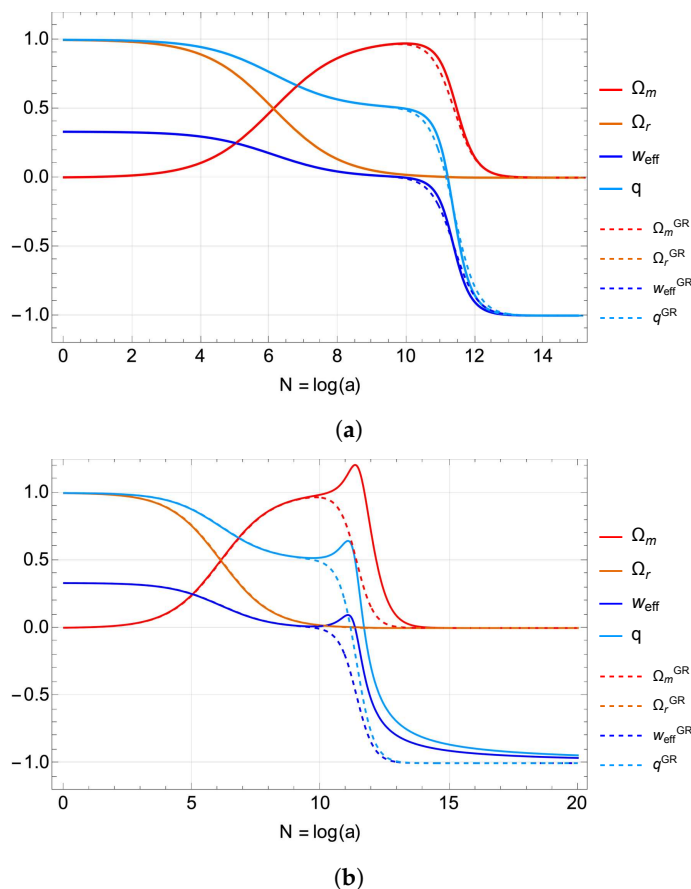 1.0
0.5
0.0
−0.5
−1.0
0 2 4 6 8 10 12 14
N = log(a)
Ωm
Ωr
weff
q
ΩmGR
ΩrGR
weffGR
qGR
(a)
1.0
0.5
0.0
−0.5
−1.0
0 5 10 15 20
N = log(a)
Ωm
Ωr
weff
q
ΩmGR
ΩrGR
weffGR
qGR
(b)